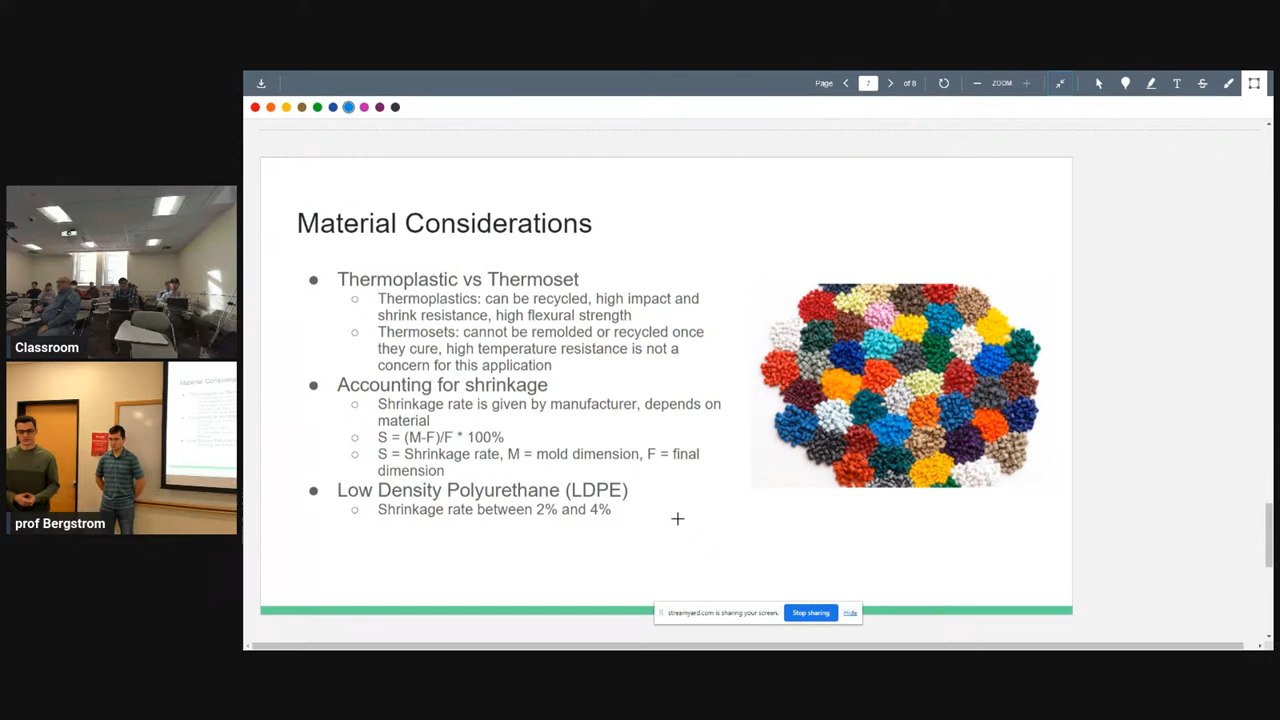 Page
7
of 8
ZOOM
T
S
Material Considerations
● Thermoplastic vs Thermoset
○ Thermoplastics: can be recycled, high impact and
shrink resistance, high flexural strength
○ Thermosets: cannot be remolded or recycled once
they cure, high temperature resistance is not a
concern for this application
● Accounting for shrinkage
○ Shrinkage rate is given by manufacturer, depends on
material
○ S = (M-F)/F * 100%
○ S = Shrinkage rate, M = mold dimension, F = final
dimension
● Low Density Polyurethane (LDPE)
○ Shrinkage rate between 2% and 4%
streamyard.com is sharing your screen.
Stop sharing
Hide
Classroom
Material Considera
prof Bergstrom